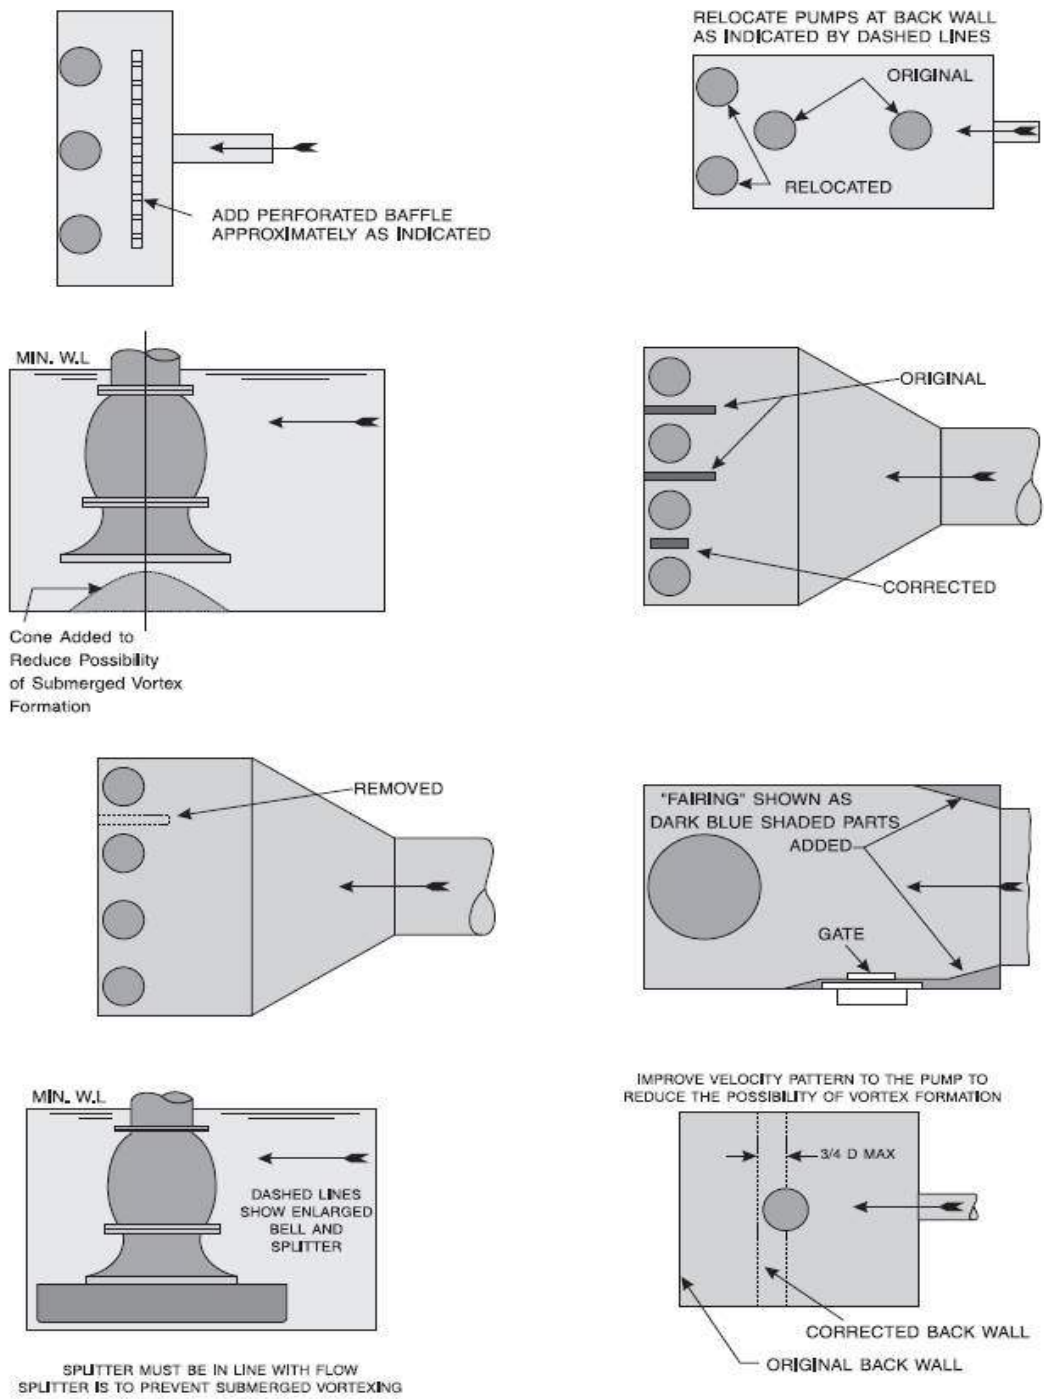 RELOCATE PUMPS AT BACK WALL
AS INDICATED BY DASHED LINES
ORIGINAL
RELOCATED
ADD PERFORATED BAFFLE
APPROXIMATELY AS INDICATED
MIN. W.L
Cone Added to
Reduce Possibility
of Submerged Vortex
Formation
ORIGINAL
CORRECTED
REMOVED
"FAIRING" SHOWN AS
DARK BLUE SHADED PARTS
ADDED
GATE
MIN. W.L
DASHED LINES
SHOW ENLARGED
BELL AND
SPLITTER
SPLITTER MUST BE IN LINE WITH FLOW
SPLITTER IS TO PREVENT SUBMERGED VORTEXING
IMPROVE VELOCITY PATTERN TO THE PUMP TO
REDUCE THE POSSIBILITY OF VORTEX FORMATION
3/4 D MAX
CORRECTED BACK WALL
ORIGINAL BACK WALL